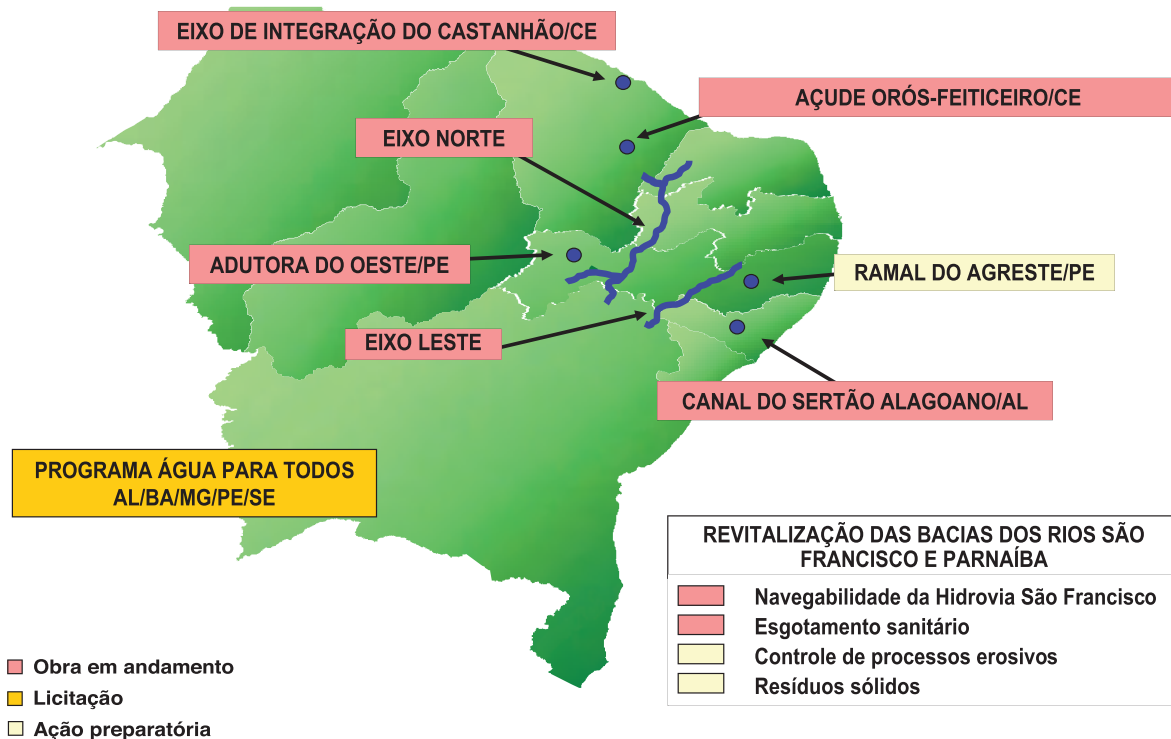 EIXO DE INTEGRAÇÃO DO CASTANHÃO/CE
AÇUDE ORÓS-FEITICEIRO/CE
EIXO NORTE
ADUTORA DO OESTE/PE
RAMAL DO AGRESTE/PE
EIXO LESTE
CANAL DO SERTÃO ALAGOANO/AL
PROGRAMA ÁGUA PARA TODOS
AL/BA/MG/PE/SE
REVITALIZAÇÃO DAS BACIAS DOS RIOS SÃO
FRANCISCO E PARNAÍBA
Navegabilidade da Hidrovia São Francisco
Esgotamento sanitário
Controle de processos erosivos
Resíduos sólidos
Obra em andamento
Licitação
Ação preparatória